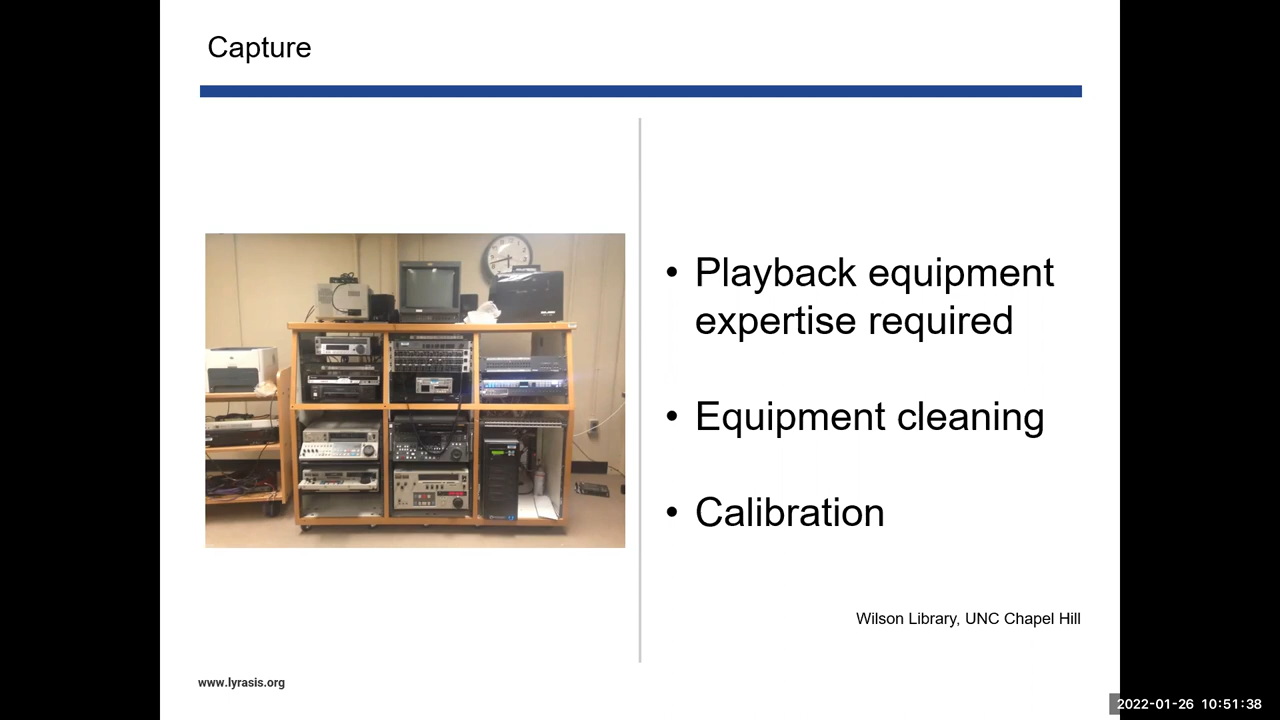 Capture
• Playback equipment
expertise required
• Equipment cleaning
• Calibration
Wilson Library, UNC Chapel Hill
www.lyrasis.org
2022-01-26 10:51:38